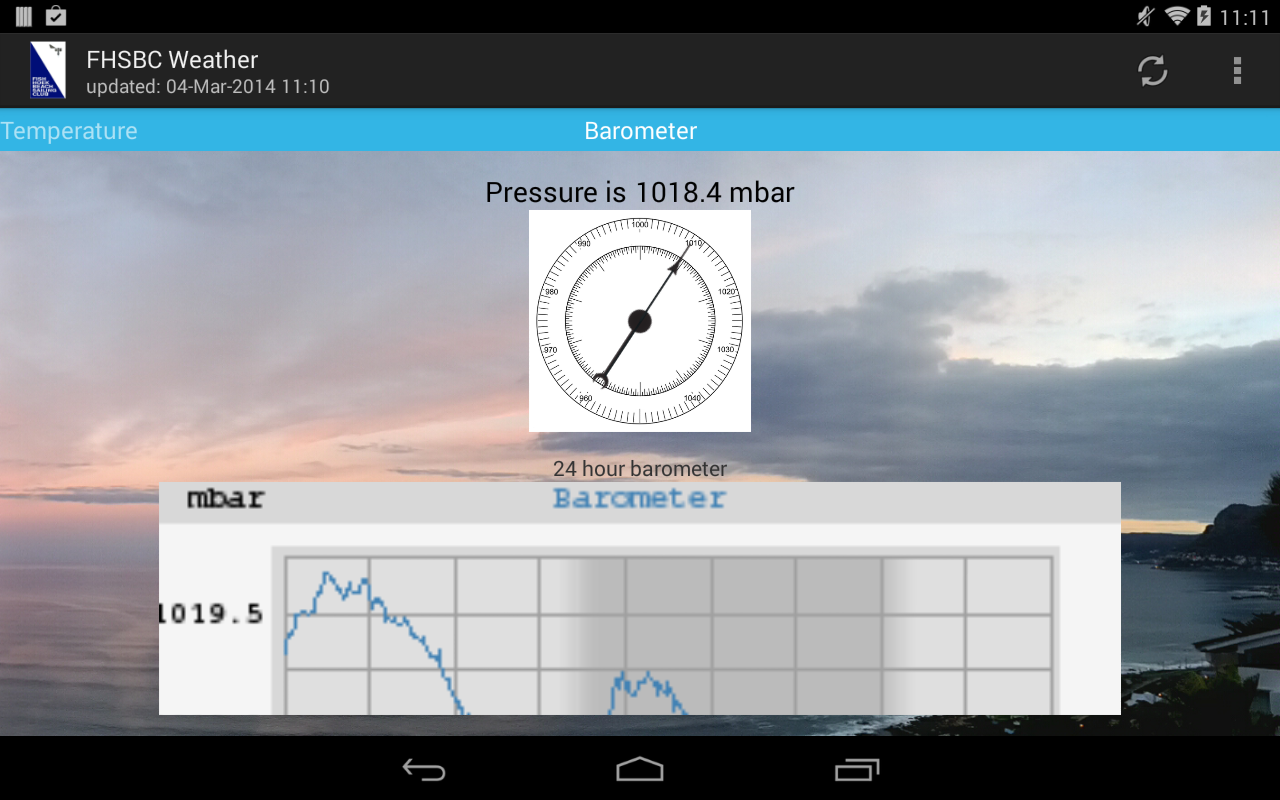 11:11
FHSBC Weather
updated: 04-Mar-2014 11:10
FISH
HOEK
BEACH
SAILING
CLUB
Temperature
Barometer
Pressure is 1018.4 mbar
1000
990
1010
980
1020
970
1030
960
1040
24 hour barometer
mbar
Barometer
1019.5